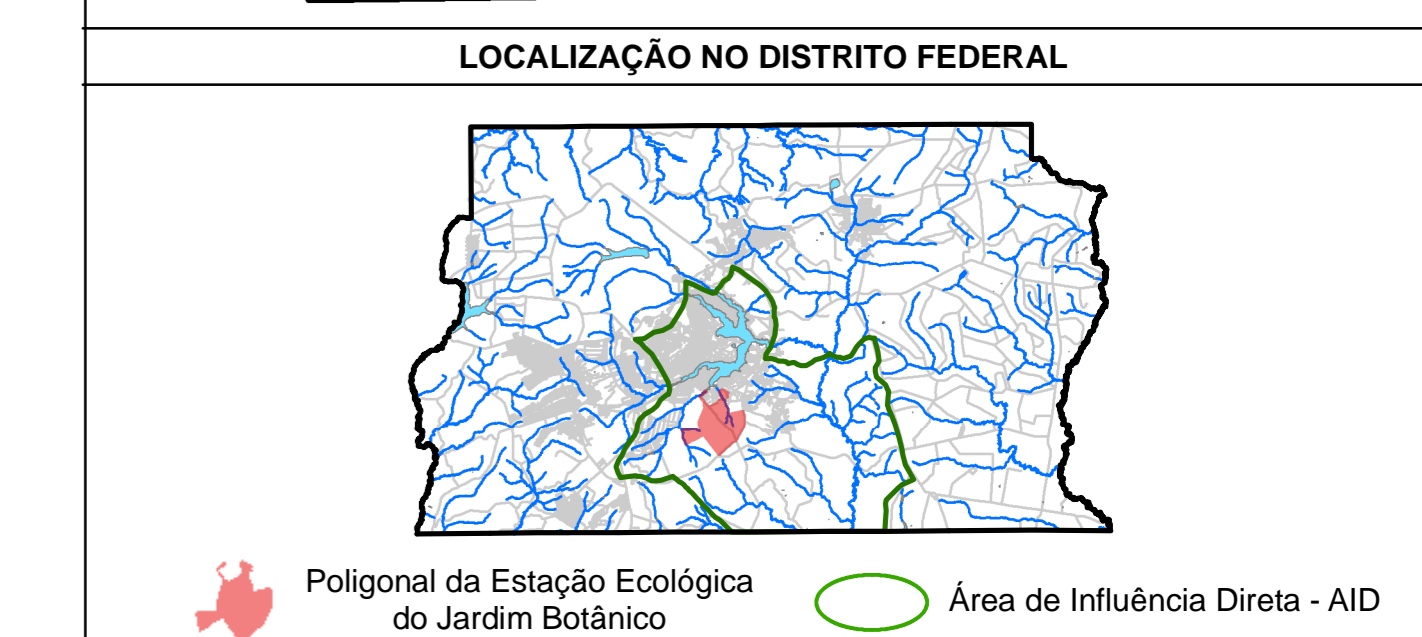 LOCALIZAÇÃO NO DISTRITO FEDERAL
Poligonal da Estação Ecológica
do Jardim Botânico
Área de Influência Direta - AID